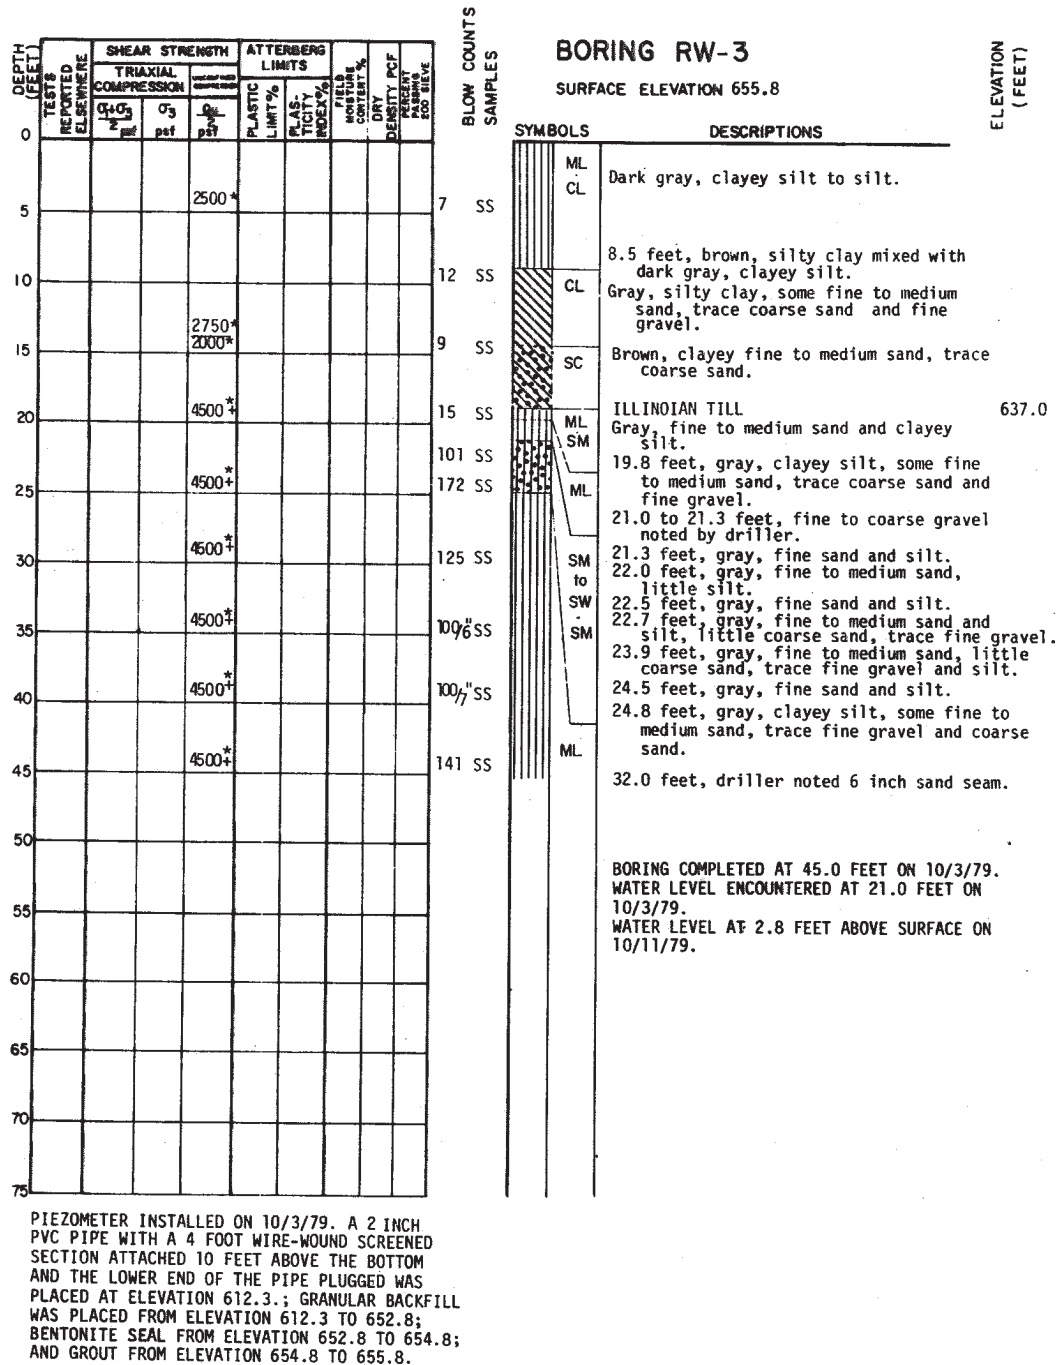 BORING RW-3
SURFACE ELEVATION 655.8
DEPTH (FEET)
TESTS REPORTED ELSEWHERE
SHEAR STRENGTH
TRIAXIAL COMPRESSION
σ3
psf
psf
ATTERBERG LIMITS
PLASTIC LIMIT %
PLAS-TICITY INDEX %
FIELD MOISTURE CONTENT %
DRY DENSITY PCF
PERCENT PASSING 200 SIEVE
BLOW COUNTS
SAMPLES
SYMBOLS
DESCRIPTIONS
ELEVATION (FEET)
0
ML
CL
Dark gray, clayey silt to silt.
2500*
5
7 SS
8.5 feet, brown, silty clay mixed with
dark gray, clayey silt.
10
12 SS
CL
Gray, silty clay, some fine to medium
sand, trace coarse sand and fine
gravel.
2750*
2000*
15
9 SS
SC
Brown, clayey fine to medium sand, trace
coarse sand.
4500+*
20
15 SS
ILLINOIAN TILL 637.0
ML
SM
Gray, fine to medium sand and clayey
silt.
101 SS
19.8 feet, gray, clayey silt, some fine
to medium sand, trace coarse sand and
fine gravel.
4500+*
25
172 SS
ML
21.0 to 21.3 feet, fine to coarse gravel
noted by driller.
4500+*
30
125 SS
SM
to
SW
-
SM
21.3 feet, gray, fine sand and silt.
22.0 feet, gray, fine to medium sand,
little silt.
22.5 feet, gray, fine sand and silt.
22.7 feet, gray, fine to medium sand and
silt, little coarse sand, trace fine gravel.
4500+*
35
100/6" SS
23.9 feet, gray, fine to medium sand, little
coarse sand, trace fine gravel and silt.
24.5 feet, gray, fine sand and silt.
4500+*
40
100/7" SS
24.8 feet, gray, clayey silt, some fine to
medium sand, trace fine gravel and coarse
sand.
ML
4500+*
45
141 SS
32.0 feet, driller noted 6 inch sand seam.
50
55
60
65
70
75
BORING COMPLETED AT 45.0 FEET ON 10/3/79.
WATER LEVEL ENCOUNTERED AT 21.0 FEET ON
10/3/79.
WATER LEVEL AT 2.8 FEET ABOVE SURFACE ON
10/11/79.
PIEZOMETER INSTALLED ON 10/3/79. A 2 INCH
PVC PIPE WITH A 4 FOOT WIRE-WOUND SCREENED
SECTION ATTACHED 10 FEET ABOVE THE BOTTOM
AND THE LOWER END OF THE PIPE PLUGGED WAS
PLACED AT ELEVATION 612.3.; GRANULAR BACKFILL
WAS PLACED FROM ELEVATION 612.3 TO 652.8;
BENTONITE SEAL FROM ELEVATION 652.8 TO 654.8;
AND GROUT FROM ELEVATION 654.8 TO 655.8.